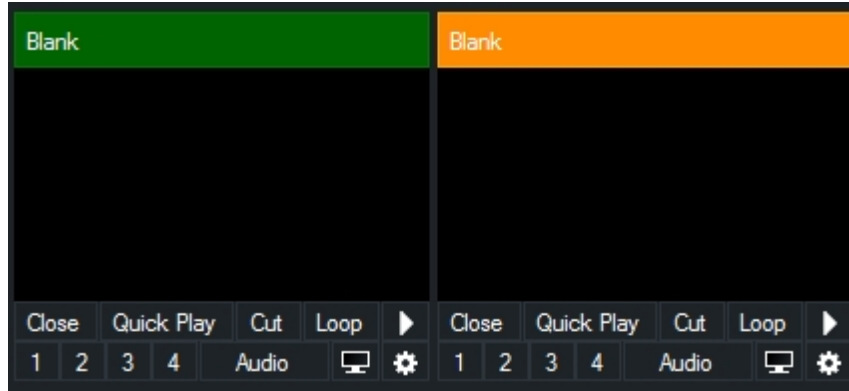 Blank Blank
Close Quick Play Cut Loop Close Quick Play Cut Loop
1 2 3 4 Audio 1 2 3 4 Audio